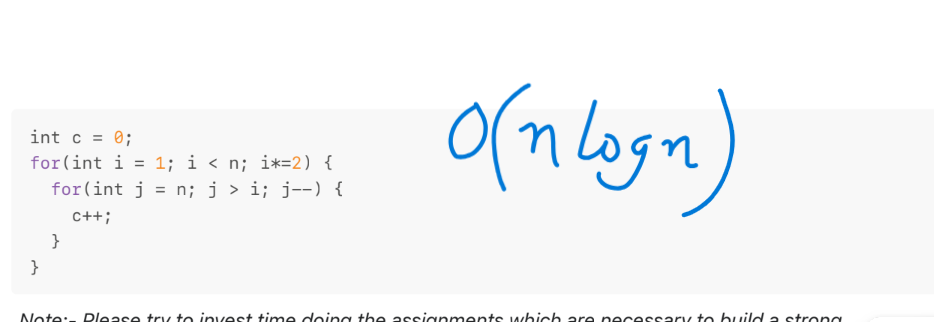 int c = 0;
for(int i = 1; i < n; i*=2) {
for(int j = n; j > i; j--) {
c++;
}
}
O(n logn)
Note:- Please try to invest time doing the assignments which are necessary to build a strong